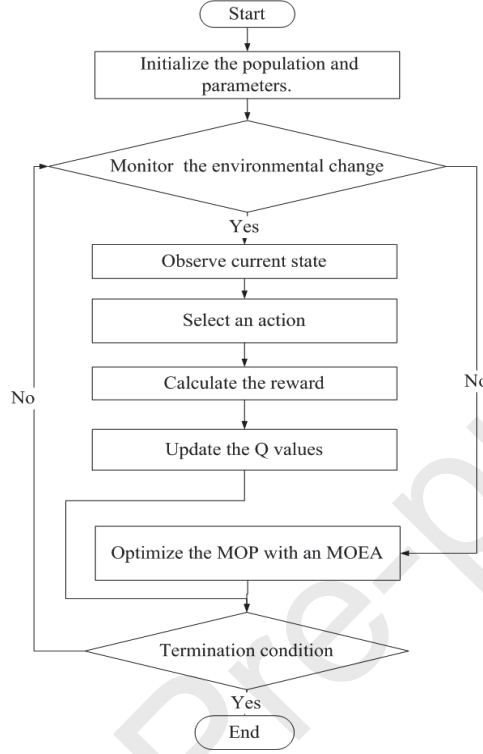 Start
Initialize the population and
parameters.
Monitor the environmental change
Yes
Observe current state
Select an action
Calculate the reward
No
No
Update the Q values
Optimize the MOP with an MOEA
Termination condition
Yes
End
Pre-p